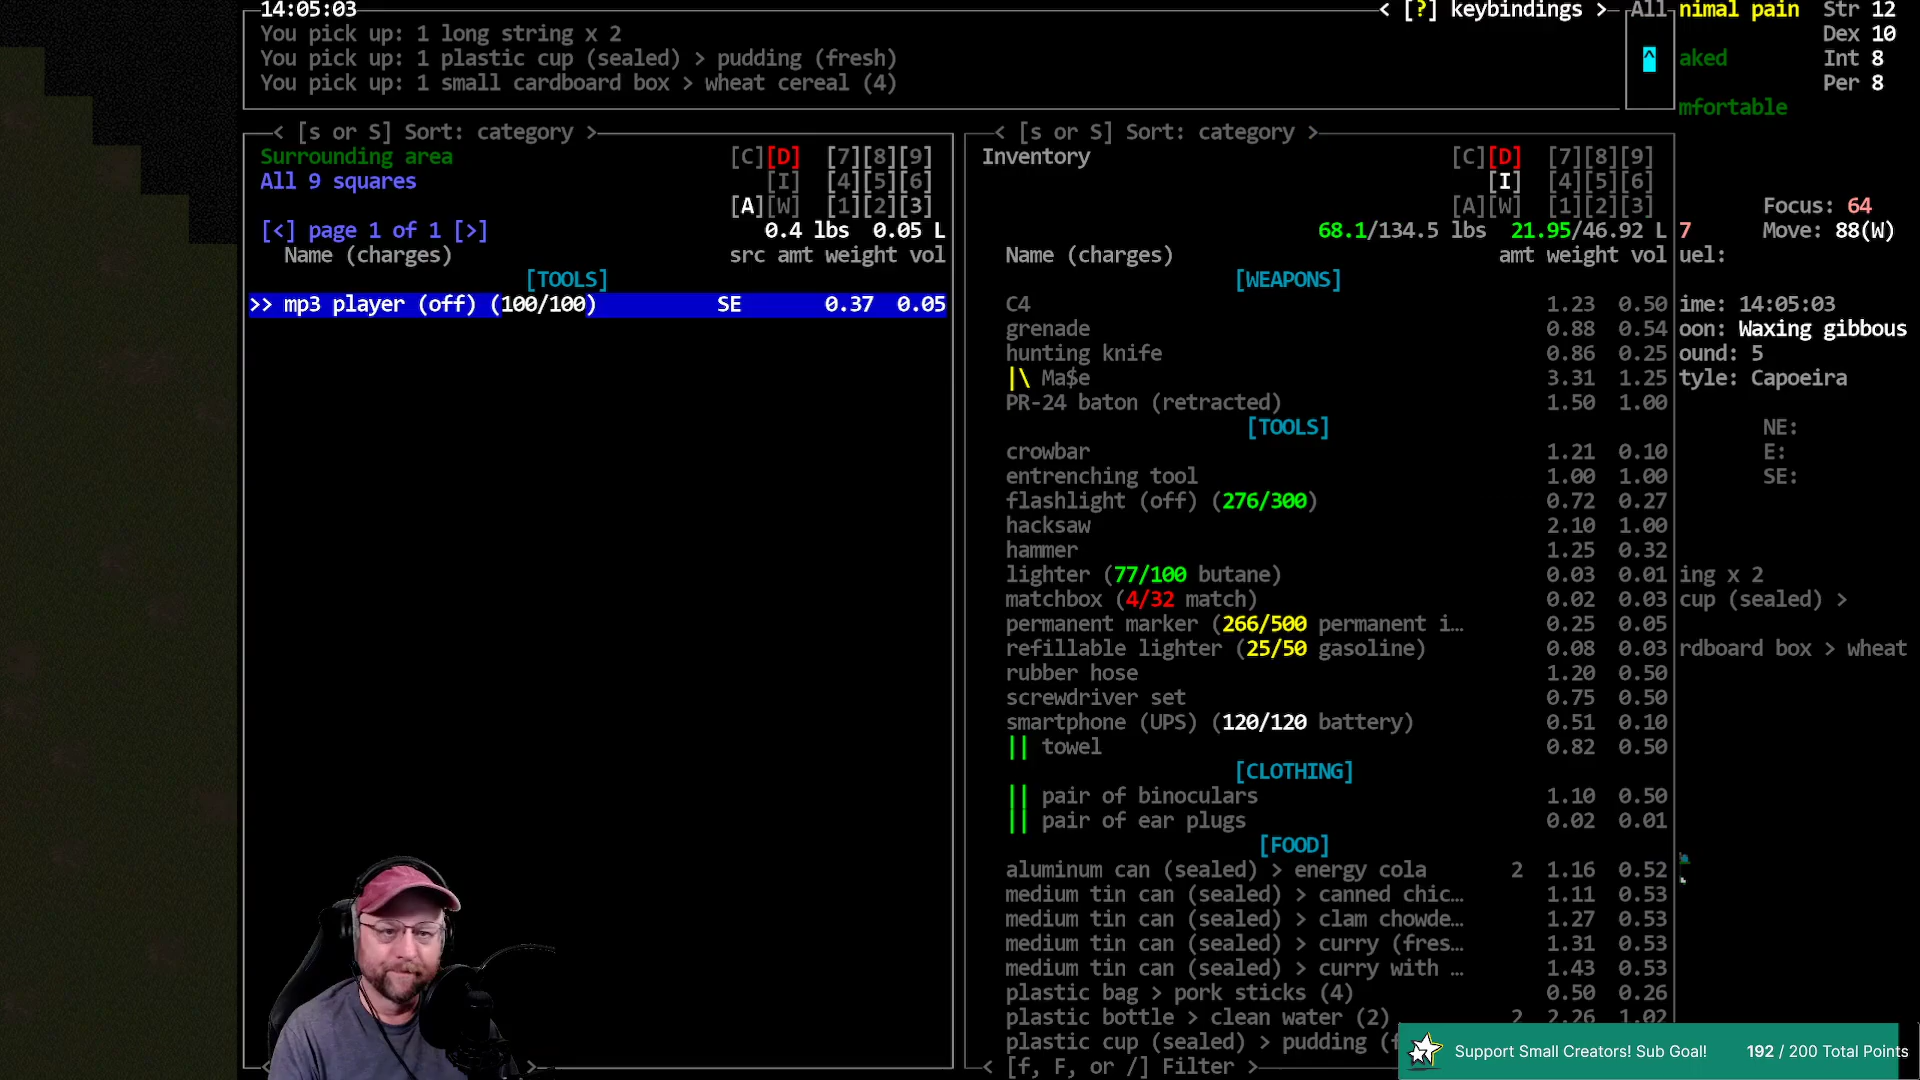 14:05:03
< [?] keybindings >
You pick up: 1 long string x 2
You pick up: 1 plastic cup (sealed) > pudding (fresh)
You pick up: 1 small cardboard box > wheat cereal (4)
All
^
nimal pain
aked
mfortable
Str 12
Dex 10
Int 8
Per 8
< [s or S] Sort: category >
Surrounding area
All 9 squares
[C][D] [7][8][9]
[I] [4][5][6]
[A][W] [1][2][3]
[<] page 1 of 1 [>]
0.4 lbs 0.05 L
Name (charges) src amt weight vol
[TOOLS]
>> mp3 player (off) (100/100) SE 0.37 0.05
< [s or S] Sort: category >
Inventory
[C][D] [7][8][9]
[I] [4][5][6]
[A][W] [1][2][3]
68.1/134.5 lbs 21.95/46.92 L
Name (charges) amt weight vol
[WEAPONS]
C4 1.23 0.50
grenade 0.88 0.54
hunting knife 0.86 0.25
|\ Ma$e 3.31 1.25
PR-24 baton (retracted) 1.50 1.00
[TOOLS]
crowbar 1.21 0.10
entrenching tool 1.00 1.00
flashlight (off) (276/300) 0.72 0.27
hacksaw 2.10 1.00
hammer 1.25 0.32
lighter (77/100 butane) 0.03 0.01
matchbox (4/32 match) 0.02 0.03
permanent marker (266/500 permanent i… 0.25 0.05
refillable lighter (25/50 gasoline) 0.08 0.03
rubber hose 1.20 0.50
screwdriver set 0.75 0.50
smartphone (UPS) (120/120 battery) 0.51 0.10
|| towel 0.82 0.50
[CLOTHING]
|| pair of binoculars 1.10 0.50
|| pair of ear plugs 0.02 0.01
[FOOD]
aluminum can (sealed) > energy cola 2 1.16 0.52
medium tin can (sealed) > canned chic… 1.11 0.53
medium tin can (sealed) > clam chowde… 1.27 0.53
medium tin can (sealed) > curry (fres… 1.31 0.53
medium tin can (sealed) > curry with … 1.43 0.53
plastic bag > pork sticks (4) 0.50 0.26
plastic bottle > clean water (2) 2 2.26 1.02
plastic cup (sealed) > pudding (f
< [f, F, or /] Filter >
Focus: 64
7 Move: 88(W)
uel:
ime: 14:05:03
oon: Waxing gibbous
ound: 5
tyle: Capoeira
NE:
E:
SE:
ing x 2
cup (sealed) >
rdboard box > wheat
Support Small Creators! Sub Goal! 192 / 200 Total Points